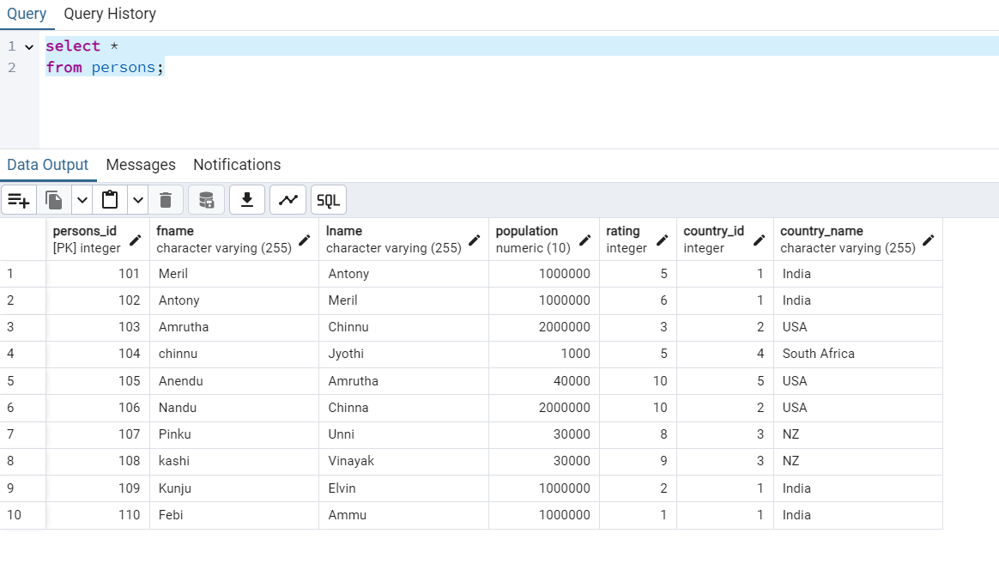 Query Query History
1 select *
2 from persons;
Data Output Messages Notifications
SQL
persons_id fname lname population rating country_id country_name
[PK] integer character varying (255) character varying (255) numeric (10) integer integer character varying (255)
1 101 Meril Antony 1000000 5 1 India
2 102 Antony Meril 1000000 6 1 India
3 103 Amrutha Chinnu 2000000 3 2 USA
4 104 chinnu Jyothi 1000 5 4 South Africa
5 105 Anendu Amrutha 40000 10 5 USA
6 106 Nandu Chinna 2000000 10 2 USA
7 107 Pinku Unni 30000 8 3 NZ
8 108 kashi Vinayak 30000 9 3 NZ
9 109 Kunju Elvin 1000000 2 1 India
10 110 Febi Ammu 1000000 1 1 India